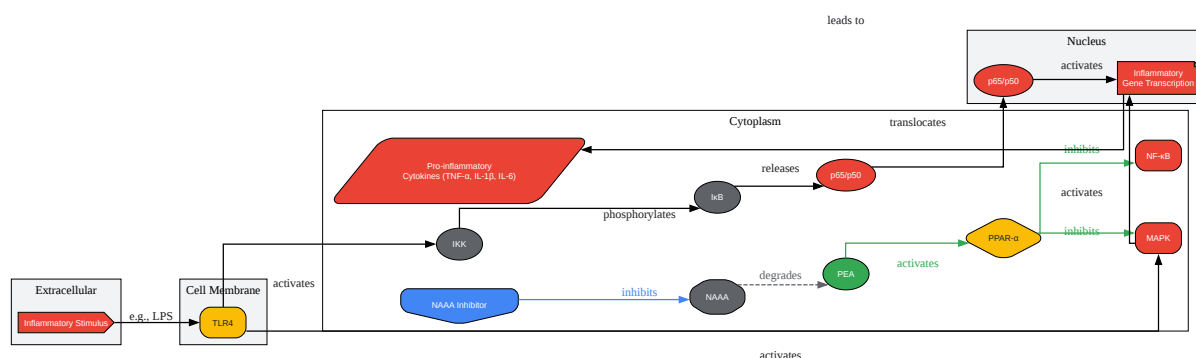 leads to
Nucleus
p65/p50
activates
Inflammatory
Gene Transcription
Cytoplasm
translocates
Pro-inflammatory
Cytokines (TNF-α, IL-1β, IL-6)
releases
p65/p50
inhibits
NF-κB
IκB
phosphorylates
activates
IKK
PPAR-α
inhibits
MAPK
activates
degrades
PEA
Extracellular
Cell Membrane
activates
NAAA Inhibitor
inhibits
NAAA
Inflammatory Stimulus
e.g., LPS
TLR4
activates